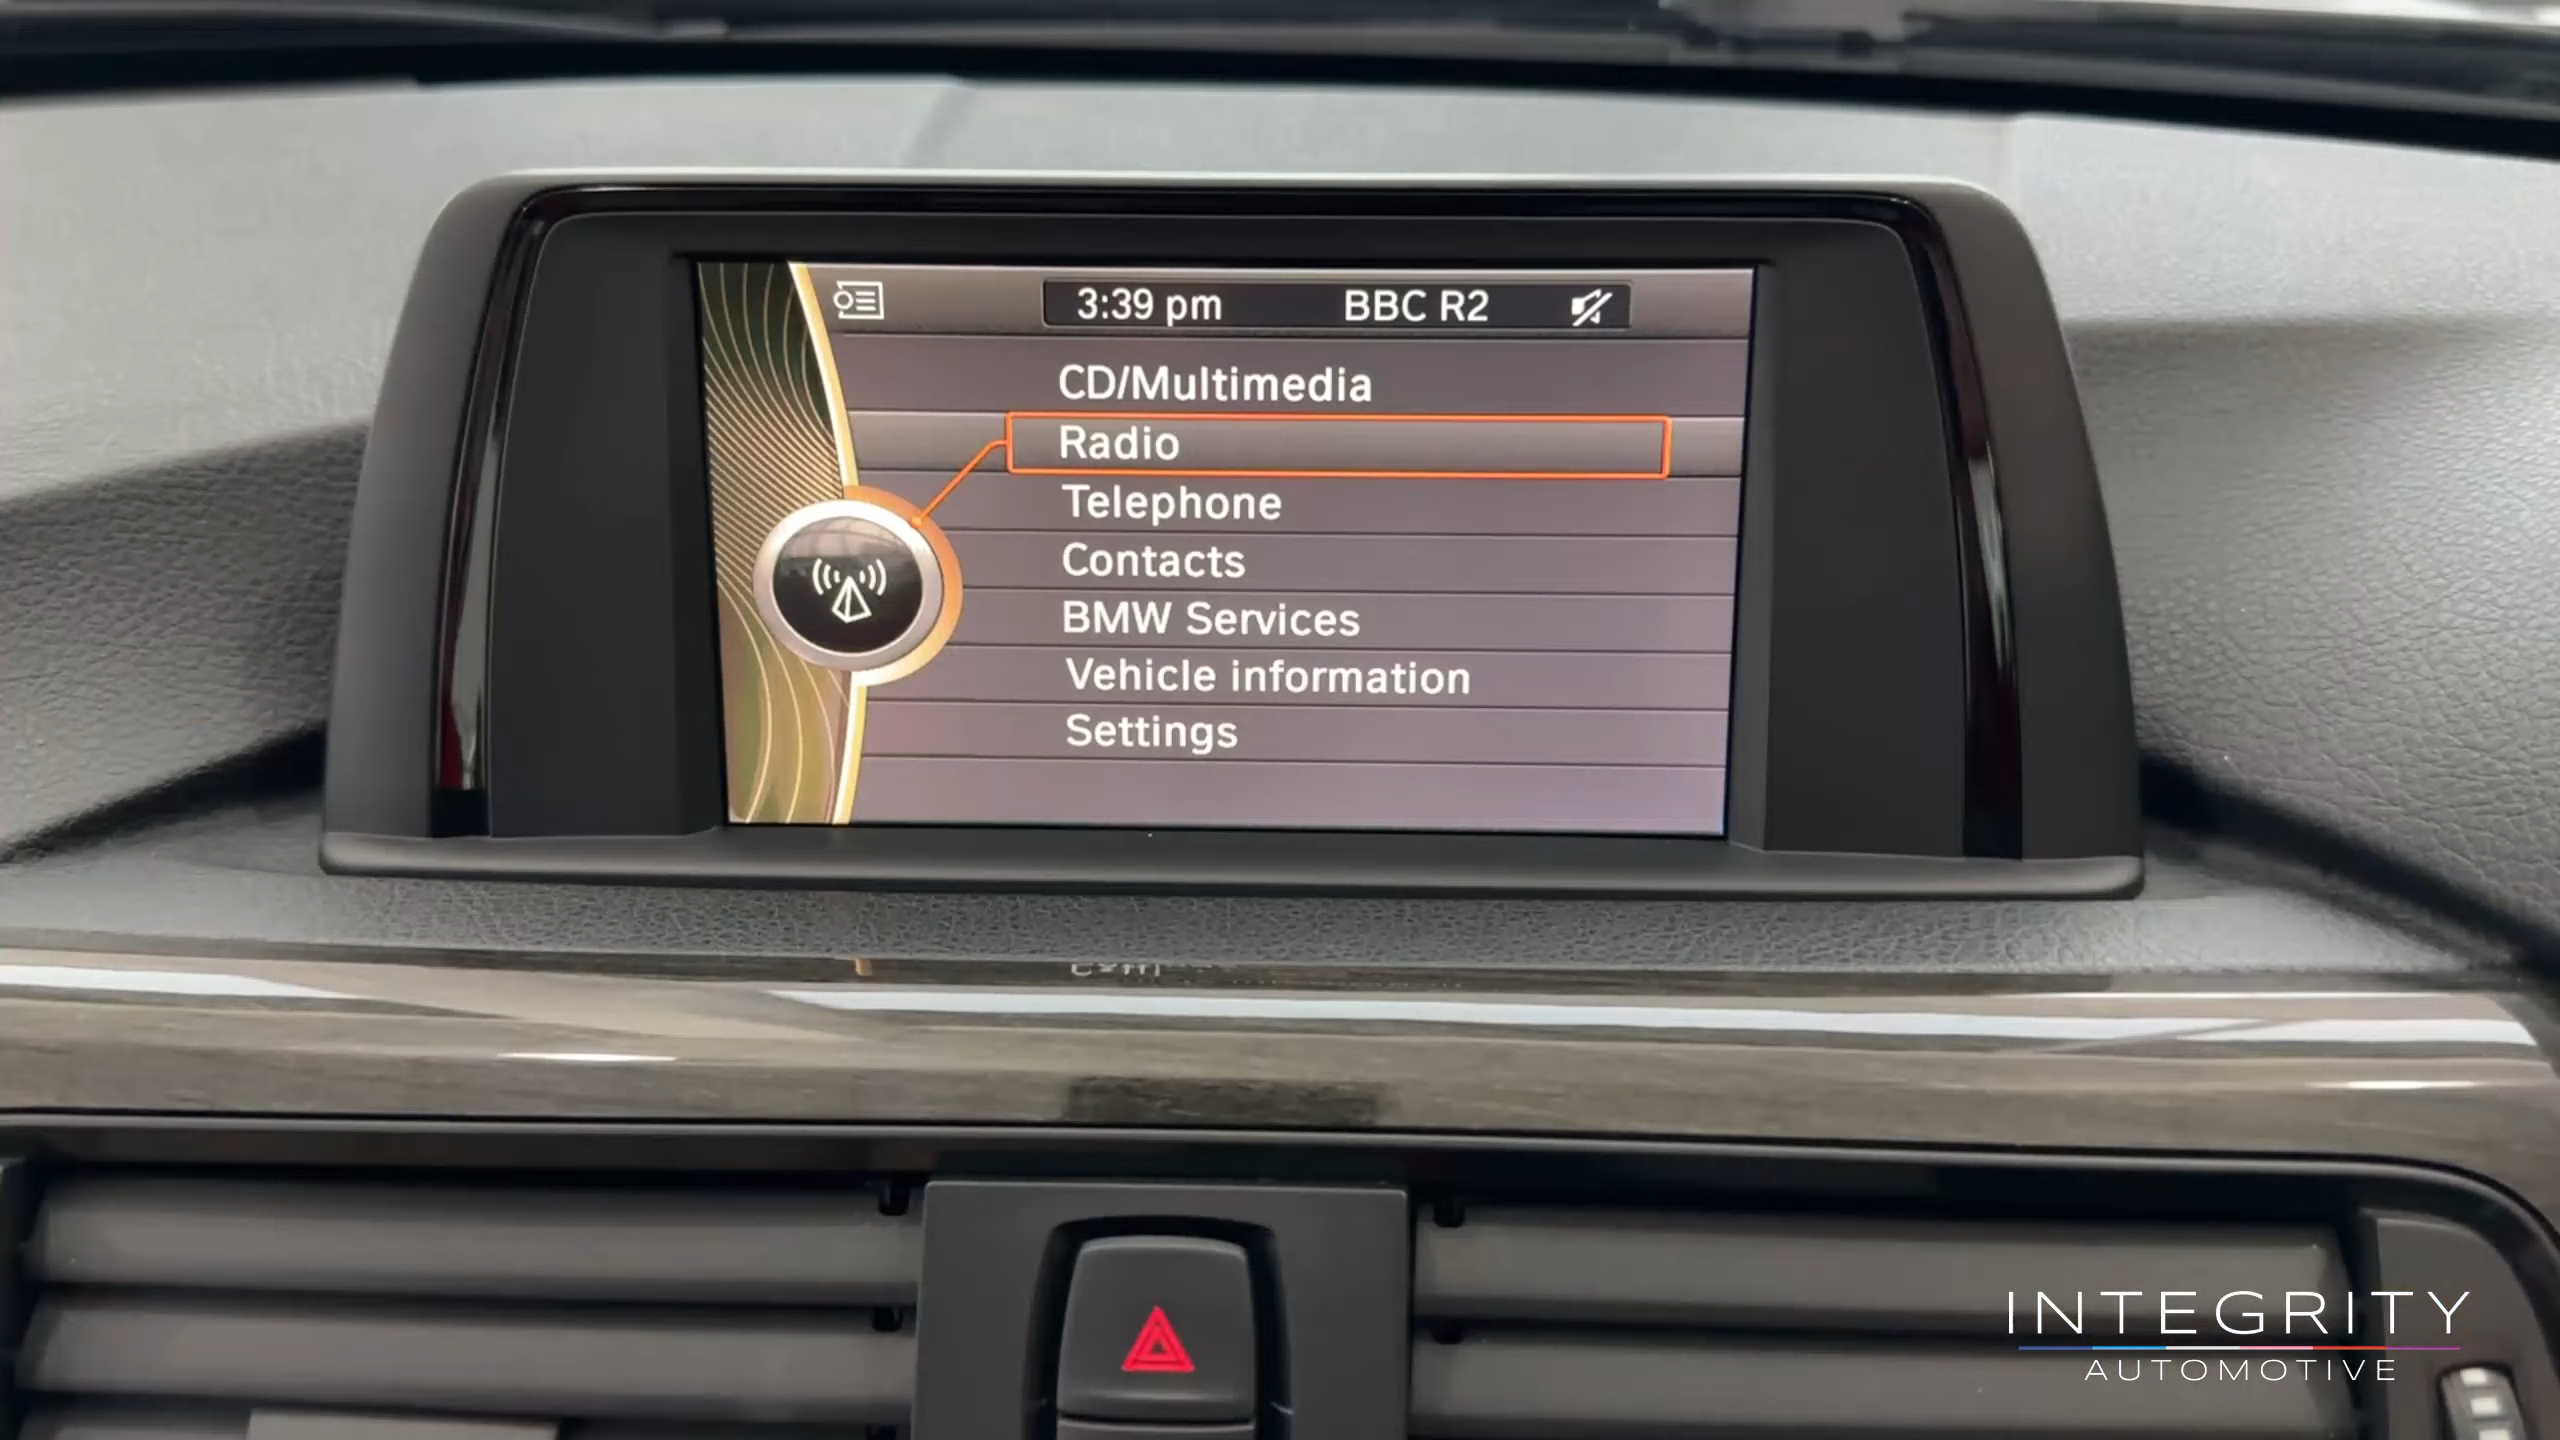 3:39 pm BBC R2
CD/Multimedia
Radio
Telephone
Contacts
BMW Services
Vehicle information
Settings
INTEGRITY
AUTOMOTIVE